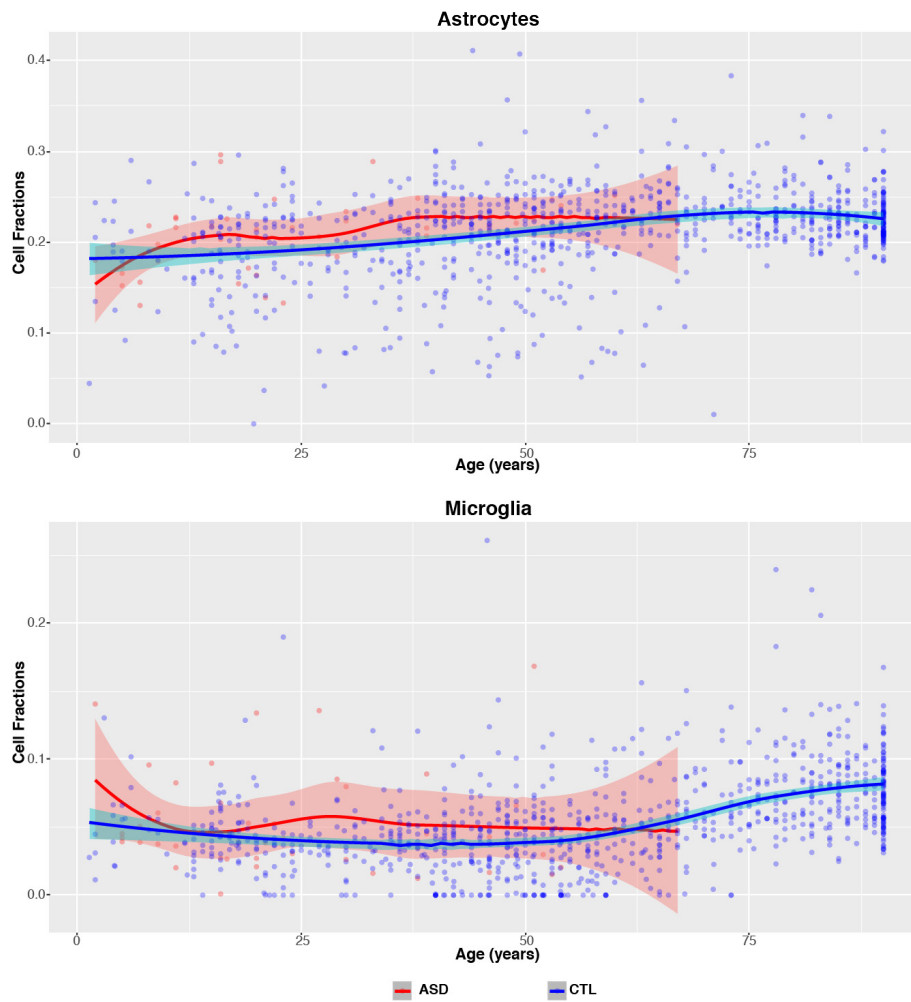 Astrocytes
0.4
0.3
0.2
0.1
0.0
Cell Fractions
0 25 50 75
Age (years)
Microglia
0.2
0.1
0.0
Cell Fractions
0 25 50 75
Age (years)
ASD CTL